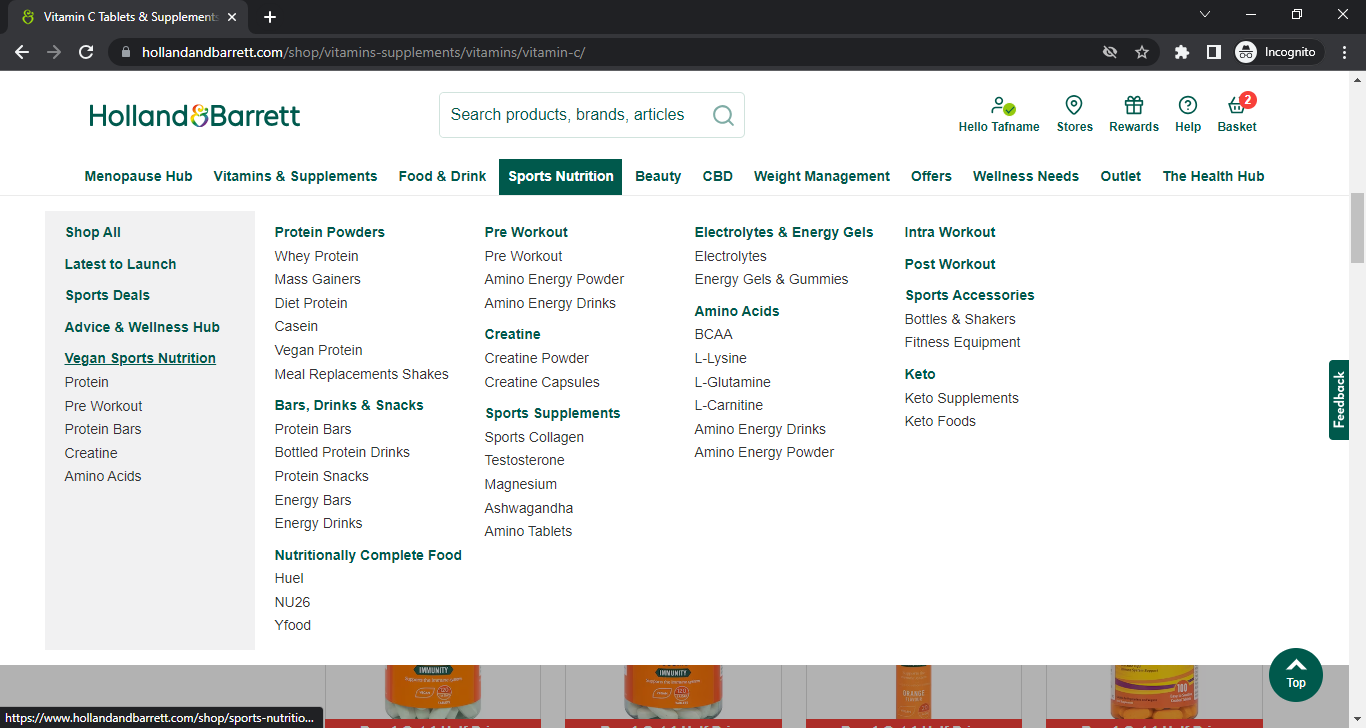 Vitamin C Tablets & Supplements
hollandandbarrett.com/shop/vitamins-supplements/vitamins/vitamin-c/
Incognito
Holland&Barrett
Search products, brands, articles
Hello Tafname
Stores
Rewards
Help
2
Basket
Menopause Hub Vitamins & Supplements Food & Drink Sports Nutrition Beauty CBD Weight Management Offers Wellness Needs Outlet The Health Hub
Shop All
Latest to Launch
Sports Deals
Advice & Wellness Hub
Vegan Sports Nutrition
Protein
Pre Workout
Protein Bars
Creatine
Amino Acids
Protein Powders
Whey Protein
Mass Gainers
Diet Protein
Casein
Vegan Protein
Meal Replacements Shakes
Bars, Drinks & Snacks
Protein Bars
Bottled Protein Drinks
Protein Snacks
Energy Bars
Energy Drinks
Nutritionally Complete Food
Huel
NU26
Yfood
Pre Workout
Pre Workout
Amino Energy Powder
Amino Energy Drinks
Creatine
Creatine Powder
Creatine Capsules
Sports Supplements
Sports Collagen
Testosterone
Magnesium
Ashwagandha
Amino Tablets
Electrolytes & Energy Gels
Electrolytes
Energy Gels & Gummies
Amino Acids
BCAA
L-Lysine
L-Glutamine
L-Carnitine
Amino Energy Drinks
Amino Energy Powder
Intra Workout
Post Workout
Sports Accessories
Bottles & Shakers
Fitness Equipment
Keto
Keto Supplements
Keto Foods
Feedback
IMMUNITY
IMMUNITY
ORANGE
180
Top
https://www.hollandandbarrett.com/shop/sports-nutritio...